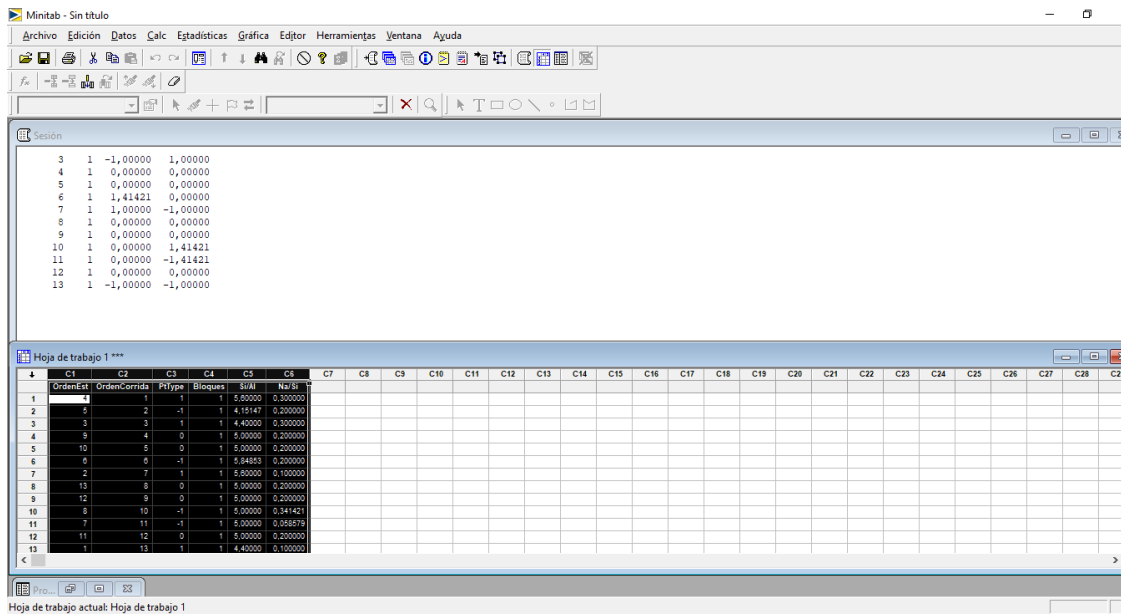 Minitab - Sin título
Archivo Edición Datos Calc Estadísticas Gráfica Editor Herramientas Ventana Ayuda
Sesión
3 1 -1,00000 1,00000
4 1 0,00000 0,00000
5 1 0,00000 0,00000
6 1 1,41421 0,00000
7 1 1,00000 -1,00000
8 1 0,00000 0,00000
9 1 0,00000 0,00000
10 1 0,00000 1,41421
11 1 0,00000 -1,41421
12 1 0,00000 0,00000
13 1 -1,00000 -1,00000
Hoja de trabajo 1 ***
C1 C2 C3 C4 C5 C6 C7 C8 C9 C10 C11 C12 C13 C14 C15 C16 C17 C18 C19 C20 C21 C22 C23 C24 C25 C26 C27 C28 C2
OrdenEst OrdenCorrida PtType Bloques Si/Al Na/Si
1 4 1 1 1 5,60000 0,300000
2 5 2 -1 1 4,15147 0,200000
3 3 3 1 1 4,40000 0,300000
4 9 4 0 1 5,00000 0,200000
5 10 5 0 1 5,00000 0,200000
6 6 6 -1 1 5,84853 0,200000
7 2 7 1 1 5,60000 0,100000
8 13 8 0 1 5,00000 0,200000
9 12 9 0 1 5,00000 0,200000
10 8 10 -1 1 5,00000 0,341421
11 7 11 -1 1 5,00000 0,058579
12 11 12 0 1 5,00000 0,200000
13 1 13 1 1 4,40000 0,100000
Pro...
Hoja de trabajo actual: Hoja de trabajo 1